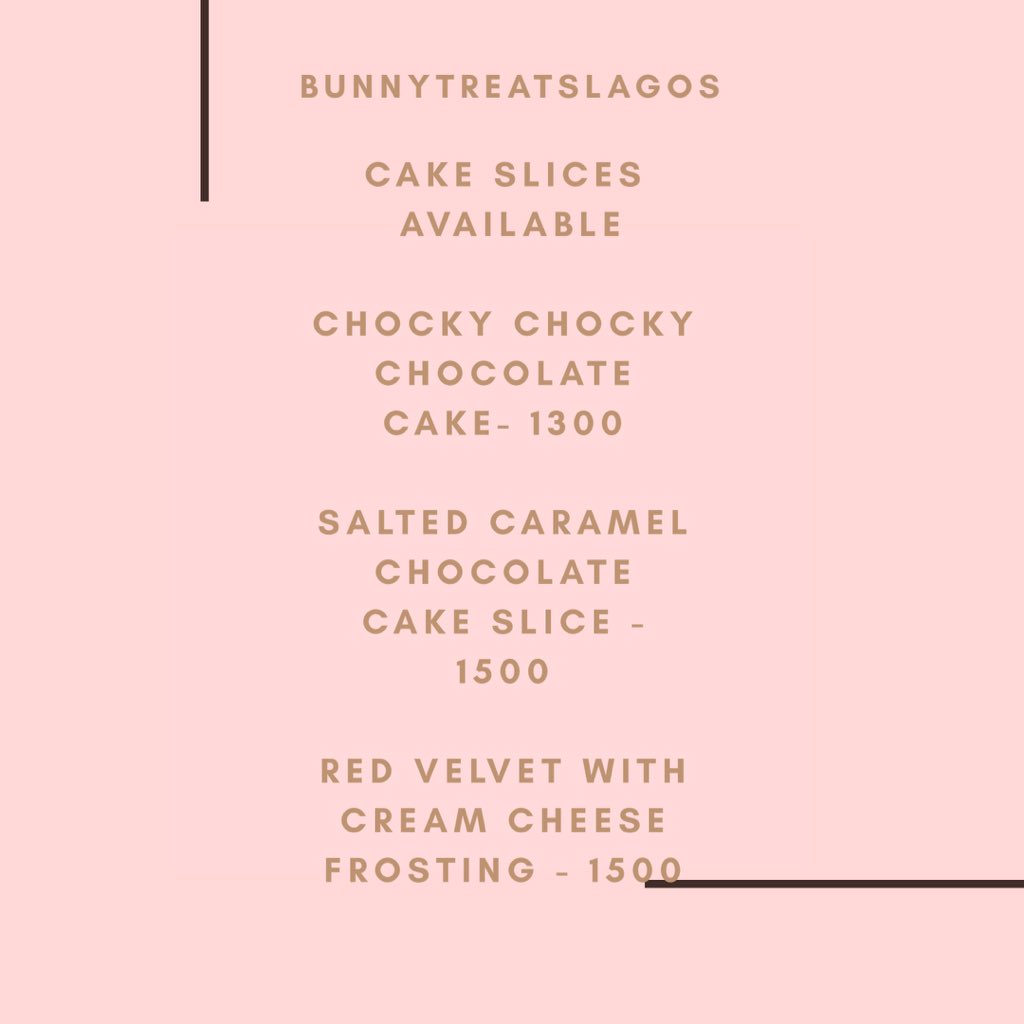 BUNNYTREATSLAGOS
CAKE SLICES
AVAILABLE
CHOCKY CHOCKY
CHOCOLATE
CAKE- 1300
SALTED CARAMEL
CHOCOLATE
CAKE SLICE -
1500
RED VELVET WITH
CREAM CHEESE
FROSTING - 1500